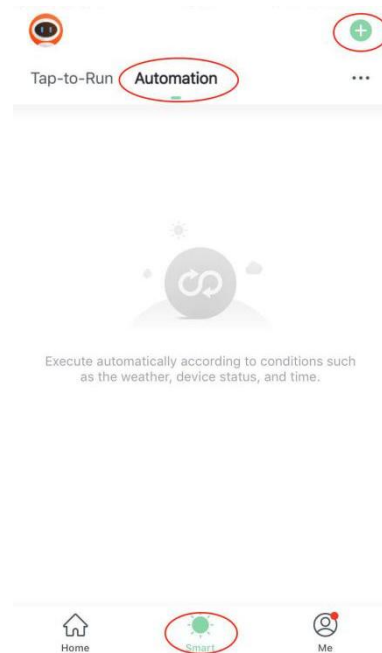 Tap-to-Run Automation
Execute automatically according to conditions such
as the weather, device status, and time.
Home Smart Me